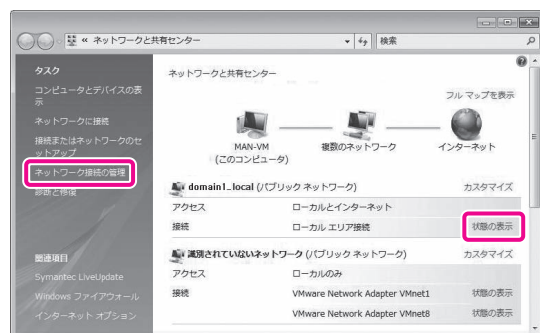 « ネットワークと共有センター
検索
タスク
コンピュータとデバイスの表
示
ネットワークに接続
接続またはネットワークのセ
ットアップ
ネットワーク接続の管理
診断と修復
関連項目
Symantec LiveUpdate
Windows ファイアウォール
インターネット オプション
ネットワークと共有センター
フル マップを表示
MAN-VM
(このコンピュータ)
複数のネットワーク
インターネット
domain1_local (パブリック ネットワーク) カスタマイズ
アクセス ローカルとインターネット
接続 ローカル エリア接続 状態の表示
識別されていないネットワーク (パブリック ネットワーク) カスタマイズ
アクセス ローカルのみ
接続 VMware Network Adapter VMnet1 状態の表示
VMware Network Adapter VMnet8 状態の表示